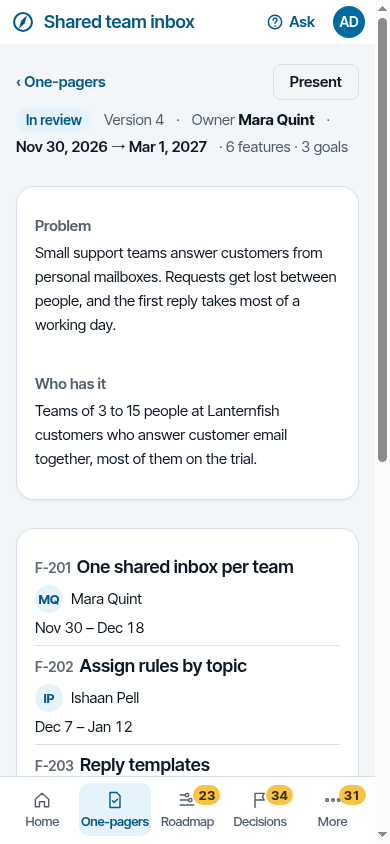 Shared team inbox
Ask
AD
‹ One-pagers
Present
In review Version 4 · Owner Mara Quint ·
Nov 30, 2026 → Mar 1, 2027 · 6 features · 3 goals
Problem
Small support teams answer customers from
personal mailboxes. Requests get lost between
people, and the first reply takes most of a
working day.
Who has it
Teams of 3 to 15 people at Lanternfish
customers who answer customer email
together, most of them on the trial.
F-201 One shared inbox per team
MQ Mara Quint
Nov 30 – Dec 18
F-202 Assign rules by topic
IP Ishaan Pell
Dec 7 – Jan 12
F-203 Reply templates
23 34 31
Home One-pagers Roadmap Decisions More